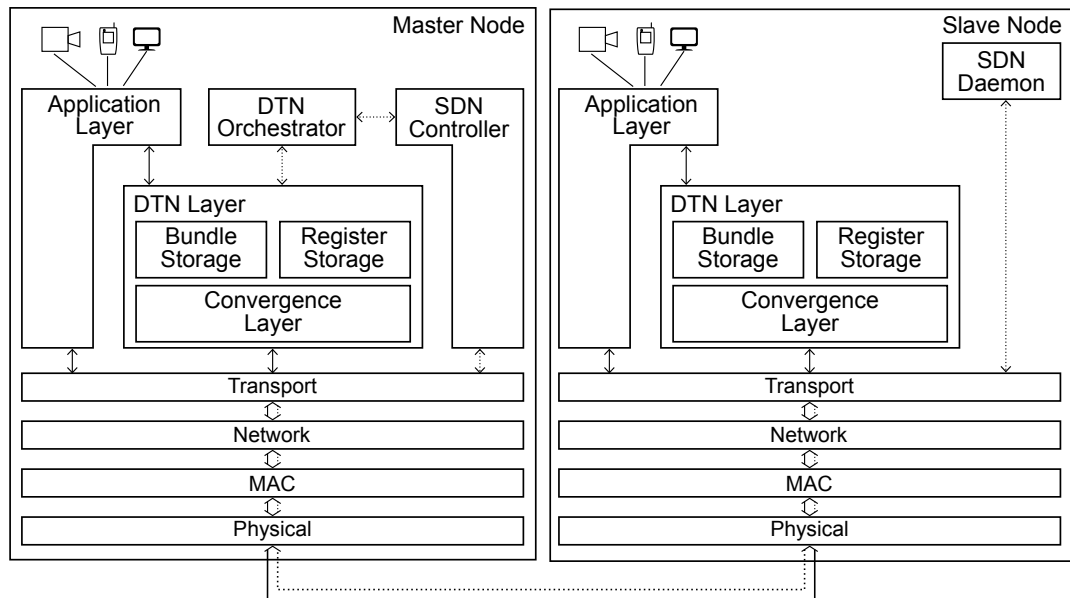 Master Node
Application
Layer
DTN
Orchestrator
SDN
Controller
DTN Layer
Bundle
Storage
Register
Storage
Convergence
Layer
Transport
Network
MAC
Physical
Slave Node
SDN
Daemon
Application
Layer
DTN Layer
Bundle
Storage
Register
Storage
Convergence
Layer
Transport
Network
MAC
Physical